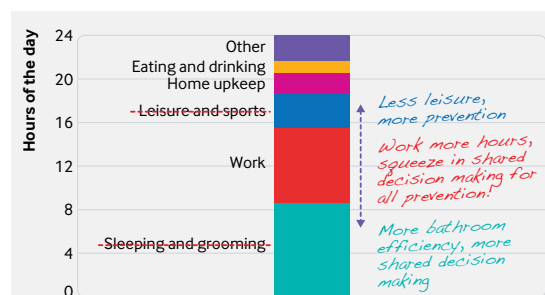 Hours of the day
24
20
16
12
8
4
0
Other
Eating and drinking
Home upkeep
Leisure and sports
Work
Sleeping and grooming
Less leisure,
more prevention
Work more hours,
squeeze in shared
decision making for
all prevention!
More bathroom
efficiency, more
shared decision
making